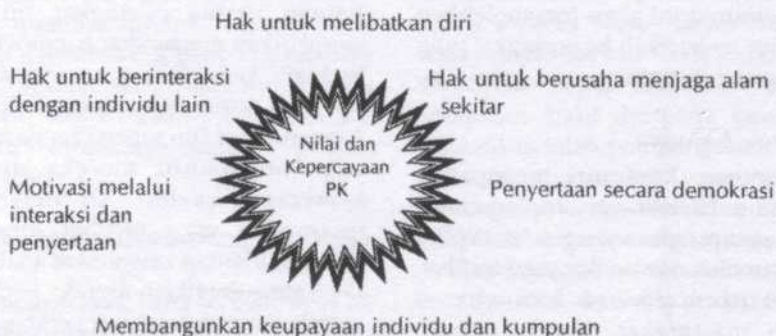 Hak untuk melibatkan diri
Hak untuk berinteraksi
dengan individu lain
Hak untuk berusaha menjaga alam
sekitar
Nilai dan
Kepercayaan
PK
Motivasi melalui
interaksi dan
penyertaan
Penyertaan secara demokrasi
Membangunkan keupayaan individu dan kumpulan